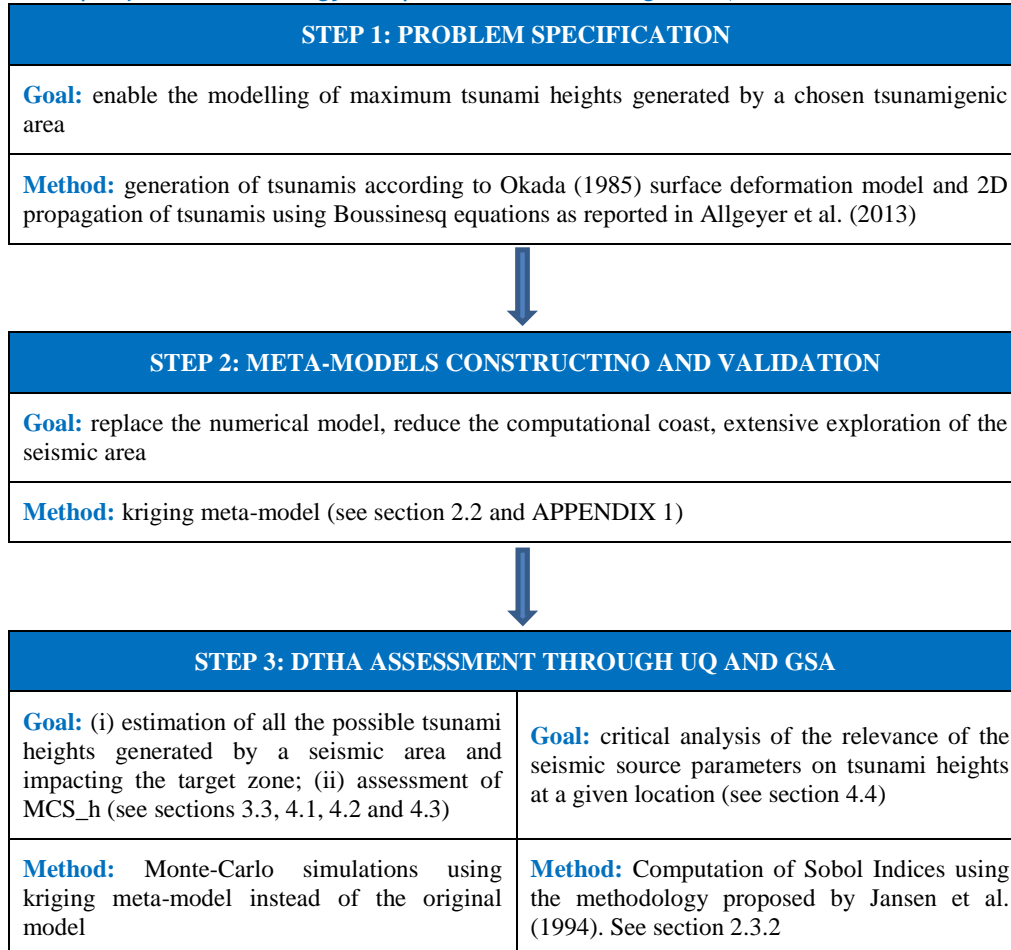 STEP 1: PROBLEM SPECIFICATION
Goal: enable the modelling of maximum tsunami heights generated by a chosen tsunamigenic
area
Method: generation of tsunamis according to Okada (1985) surface deformation model and 2D
propagation of tsunamis using Boussinesq equations as reported in Allgeyer et al. (2013)
STEP 2: META-MODELS CONSTRUCTINO AND VALIDATION
Goal: replace the numerical model, reduce the computational coast, extensive exploration of the
seismic area
Method: kriging meta-model (see section 2.2 and APPENDIX 1)
STEP 3: DTHA ASSESSMENT THROUGH UQ AND GSA
Goal: (i) estimation of all the possible tsunami
heights generated by a seismic area and
impacting the target zone; (ii) assessment of
MCS_h (see sections 3.3, 4.1, 4.2 and 4.3)
Goal: critical analysis of the relevance of the
seismic source parameters on tsunami heights
at a given location (see section 4.4)
Method: Monte-Carlo simulations using
kriging meta-model instead of the original
model
Method: Computation of Sobol Indices using
the methodology proposed by Jansen et al.
(1994). See section 2.3.2